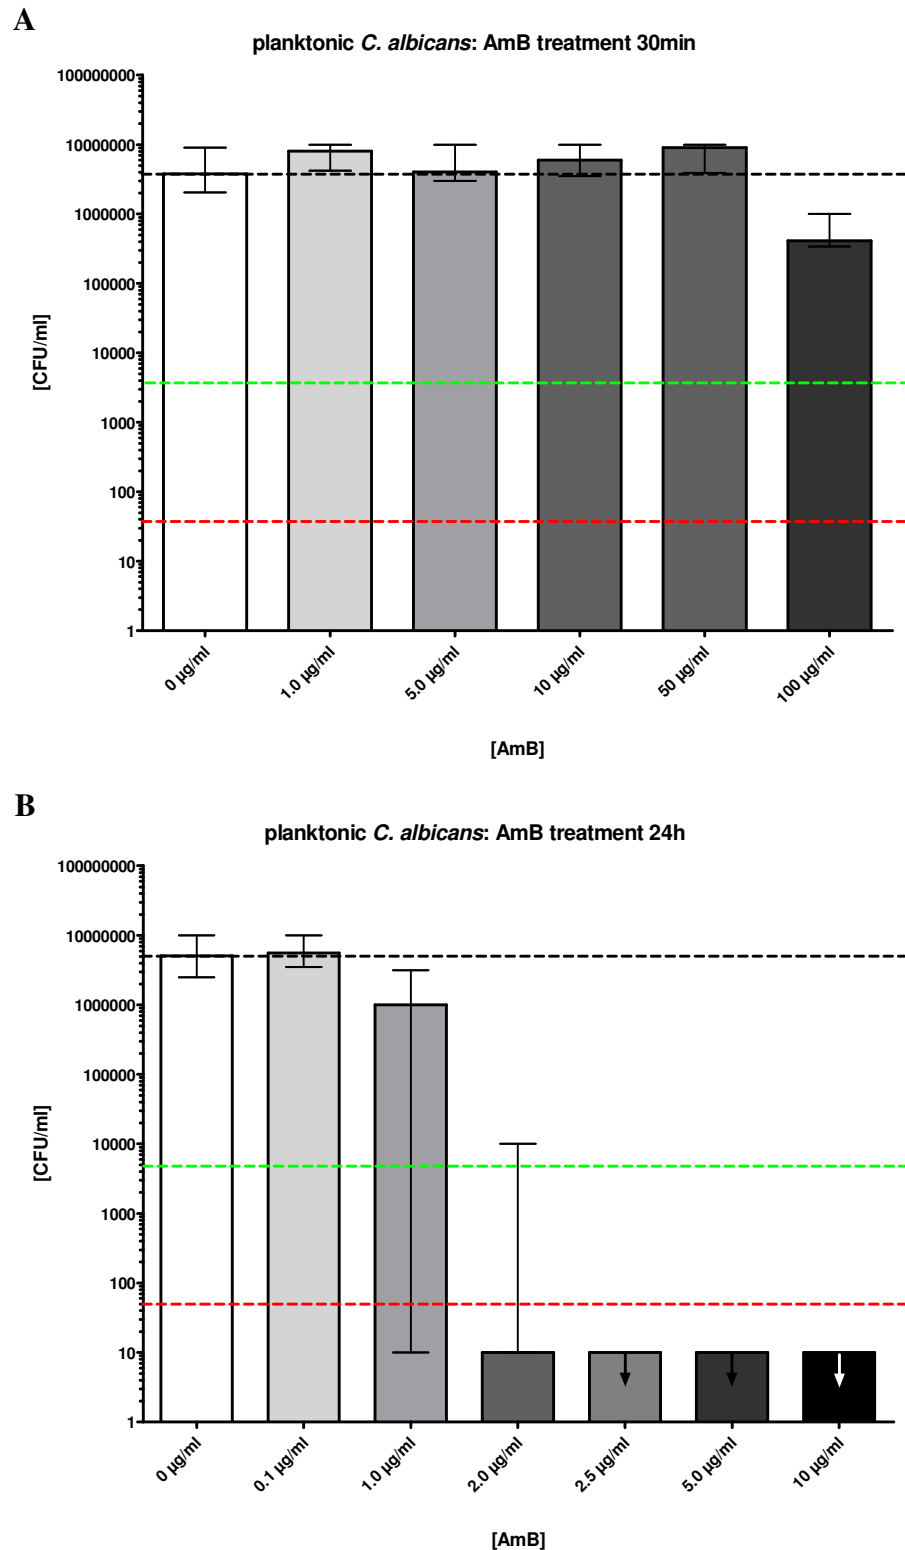 A
planktonic C. albicans: AmB treatment 30min
100000000
10000000
1000000
100000
10000
1000
100
10
1
[CFU/ml]
0 µg/ml
1.0 µg/ml
5.0 µg/ml
10 µg/ml
50 µg/ml
100 µg/ml
[AmB]
B
planktonic C. albicans: AmB treatment 24h
100000000
10000000
1000000
100000
10000
1000
100
10
1
[CFU/ml]
0 µg/ml
0.1 µg/ml
1.0 µg/ml
2.0 µg/ml
2.5 µg/ml
5.0 µg/ml
10 µg/ml
[AmB]